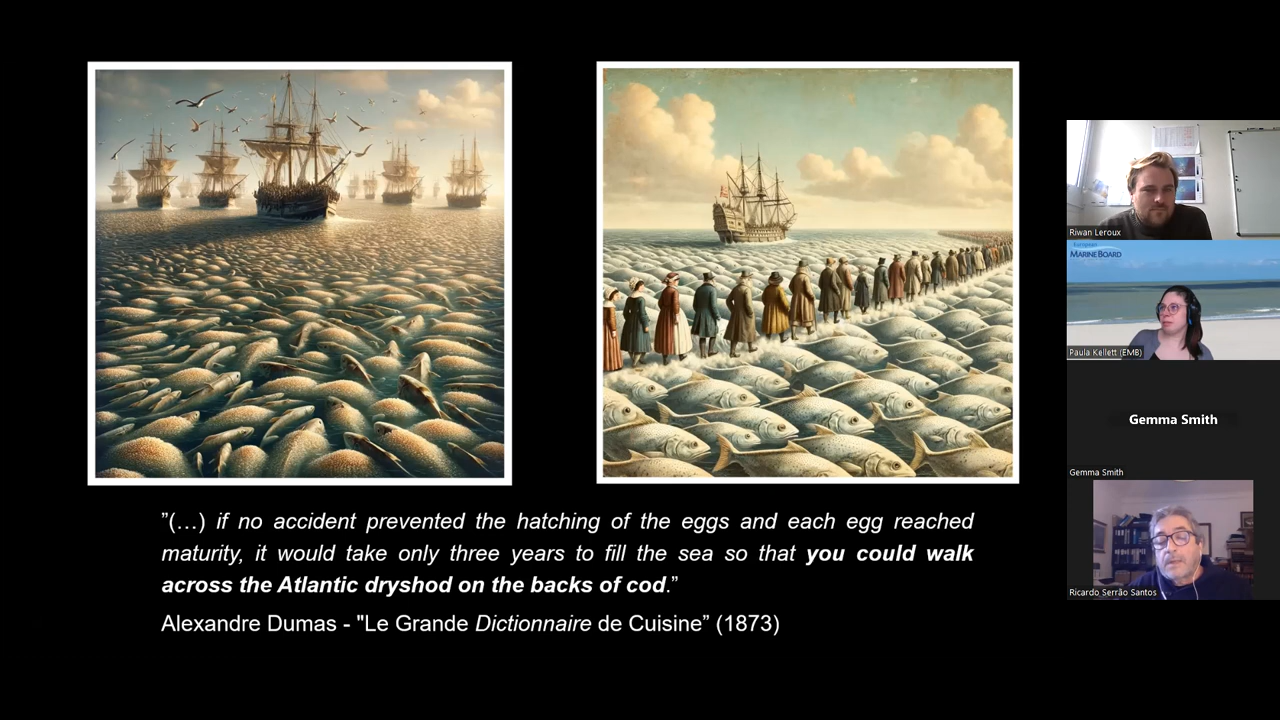 ”(…) if no accident prevented the hatching of the eggs and each egg reached
maturity, it would take only three years to fill the sea so that you could walk
across the Atlantic dryshod on the backs of cod.”
Alexandre Dumas - "Le Grande Dictionnaire de Cuisine” (1873)
Riwan Leroux
European
MARINE BOARD
Paula Kellett (EMB)
Gemma Smith
Gemma Smith
Ricardo Serrão Santos